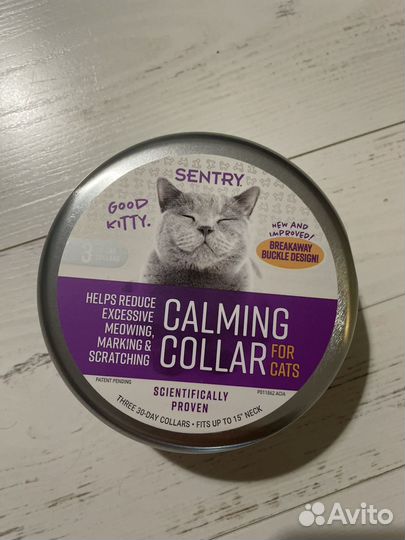 SENTRY
GOOD
KITTY.
NEW AND
IMPROVED!
BREAKAWAY
BUCKLE DESIGN!
3
HELPS REDUCE
EXCESSIVE
MEOWING,
MARKING &
SCRATCHING
CALMING
COLLAR FOR
CATS
PATENT PENDING
SCIENTIFICALLY
PROVEN
THREE 30-DAY COLLARS • FITS UP TO 15" NECK
Avito